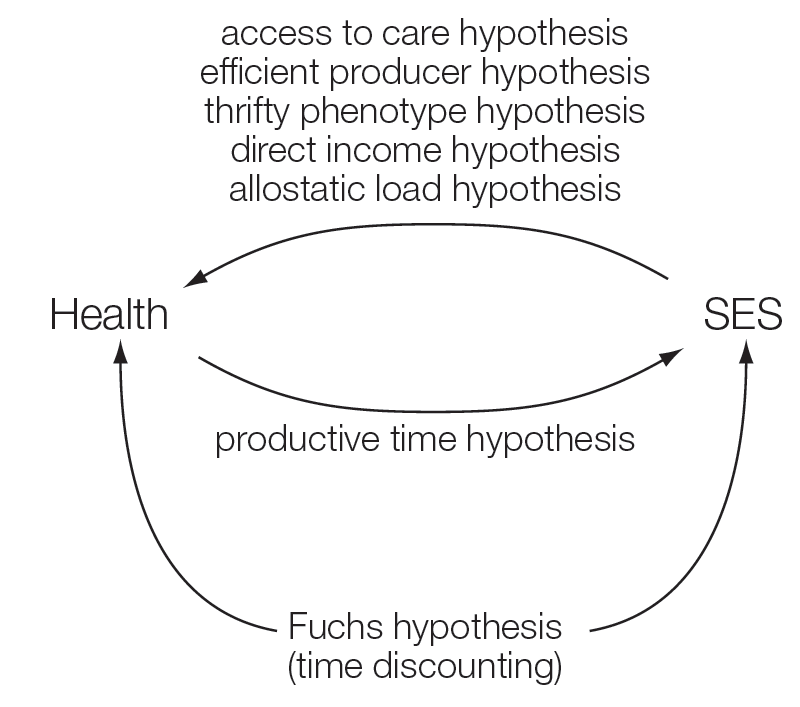 access to care hypothesis
efficient producer hypothesis
thrifty phenotype hypothesis
direct income hypothesis
allostatic load hypothesis
Health
SES
productive time hypothesis
Fuchs hypothesis
(time discounting)